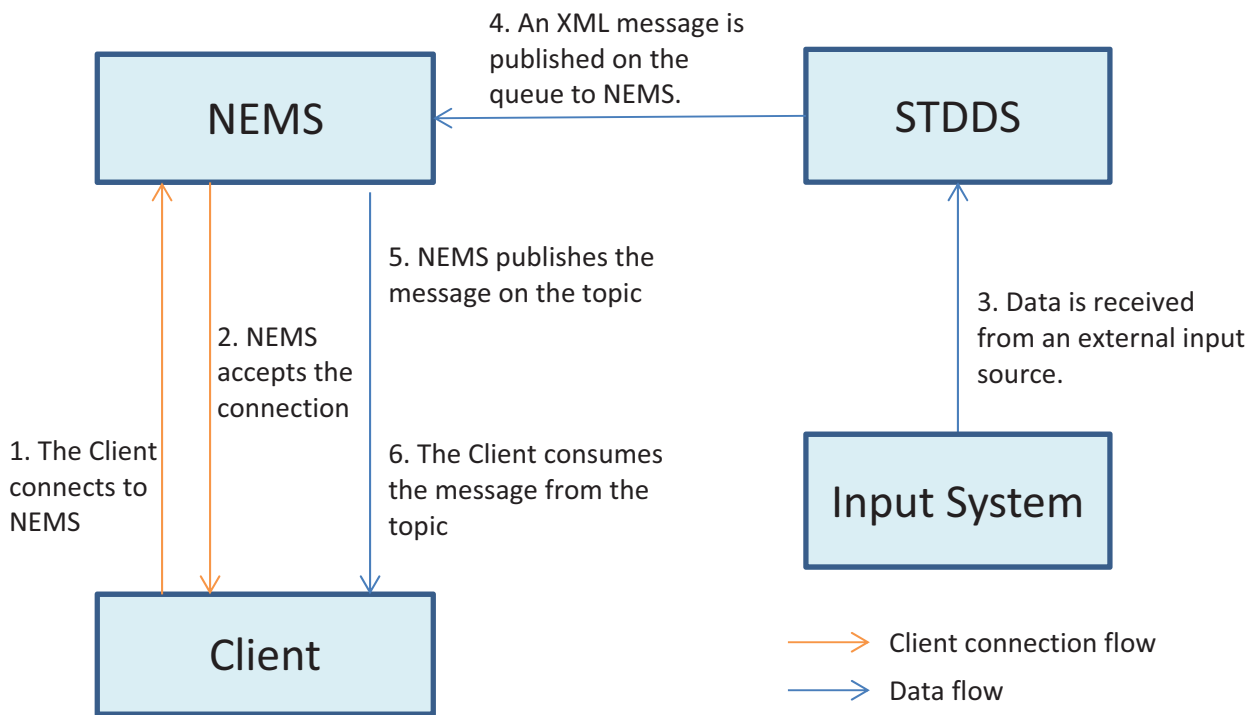 4. An XML message is
published on the
queue to NEMS.
NEMS
STDDS
5. NEMS publishes the
message on the topic
3. Data is received
from an external input
source.
2. NEMS
accepts the
connection
1. The Client
connects to
NEMS
6. The Client consumes
the message from the
topic
Input System
Client
Client connection flow
Data flow